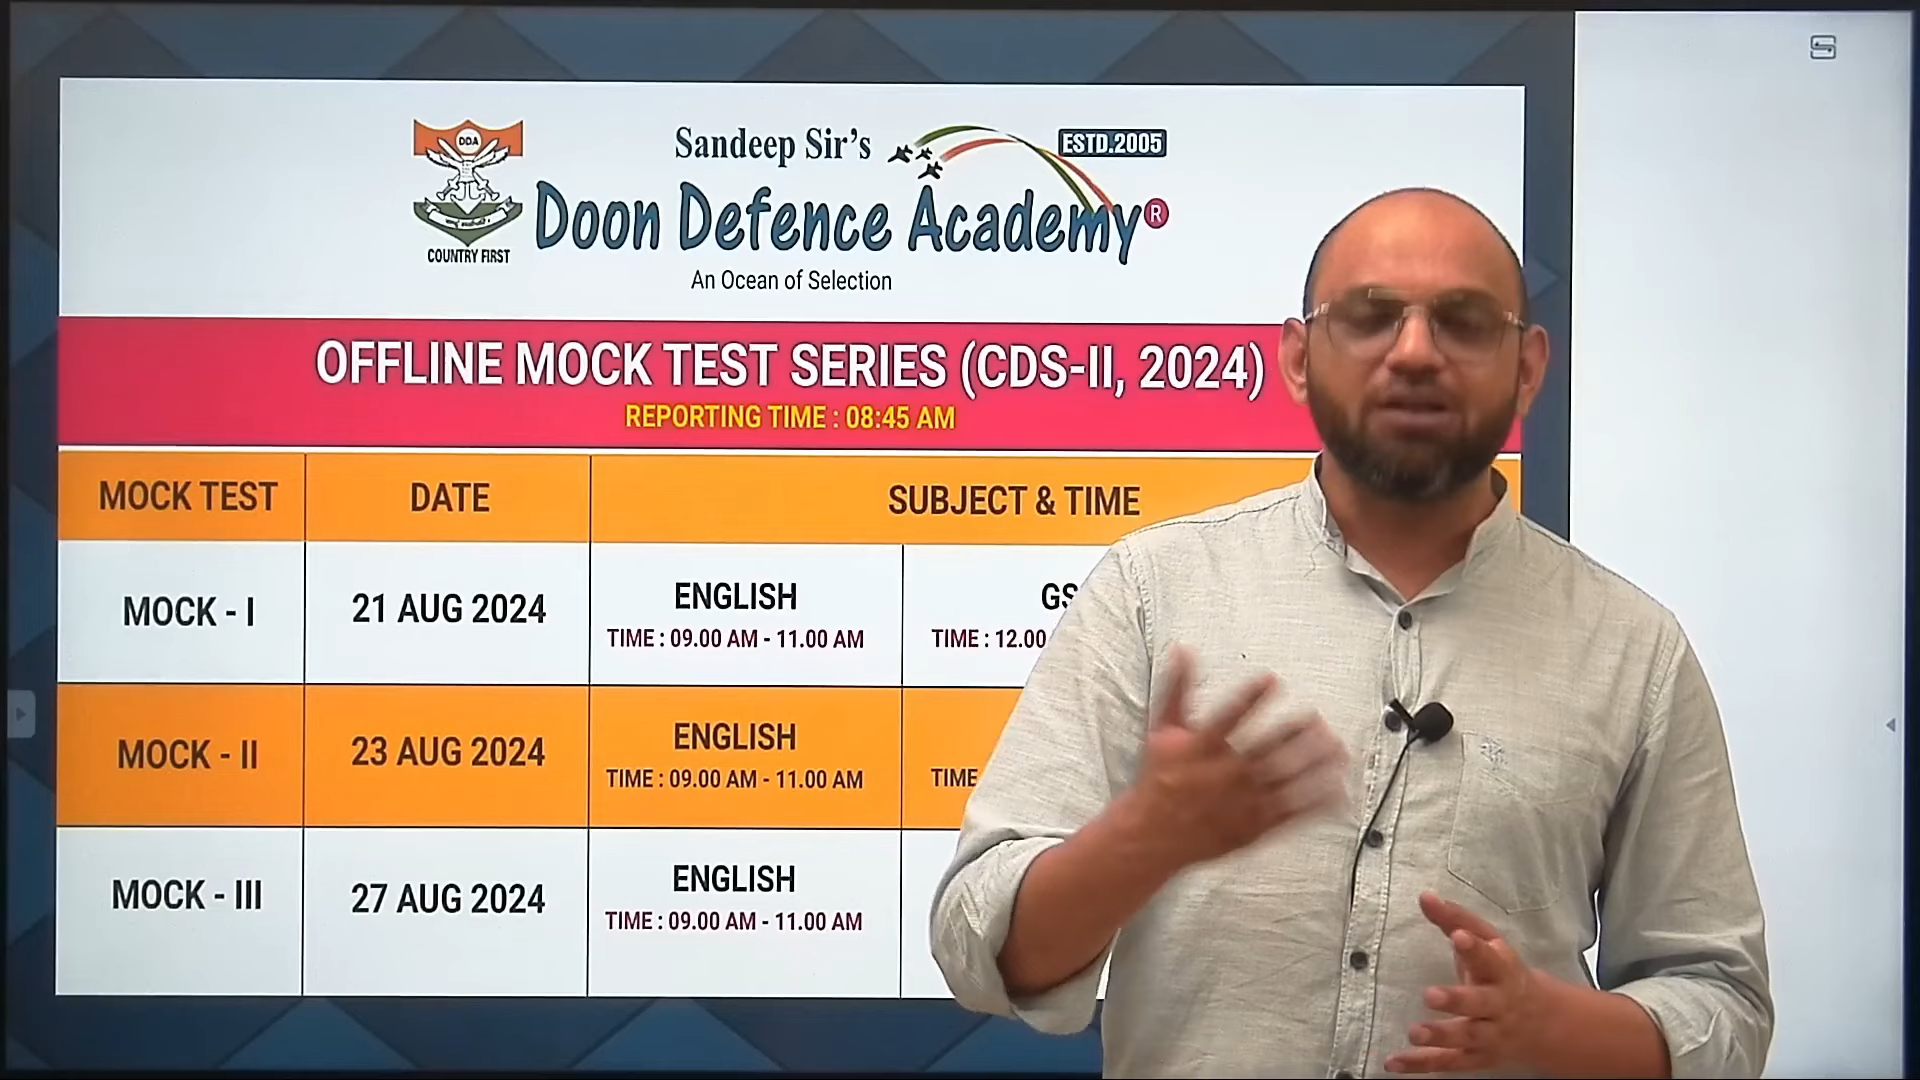 DDA
COUNTRY FIRST
Sandeep Sir's
ESTD.2005
Doon Defence Academy®
An Ocean of Selection
OFFLINE MOCK TEST SERIES (CDS-II, 2024)
REPORTING TIME : 08:45 AM
MOCK TEST DATE SUBJECT & TIME
MOCK - I 21 AUG 2024 ENGLISH GS
TIME : 09.00 AM - 11.00 AM TIME : 12.00
MOCK - II 23 AUG 2024 ENGLISH
TIME : 09.00 AM - 11.00 AM TIME
MOCK - III 27 AUG 2024 ENGLISH
TIME : 09.00 AM - 11.00 AM